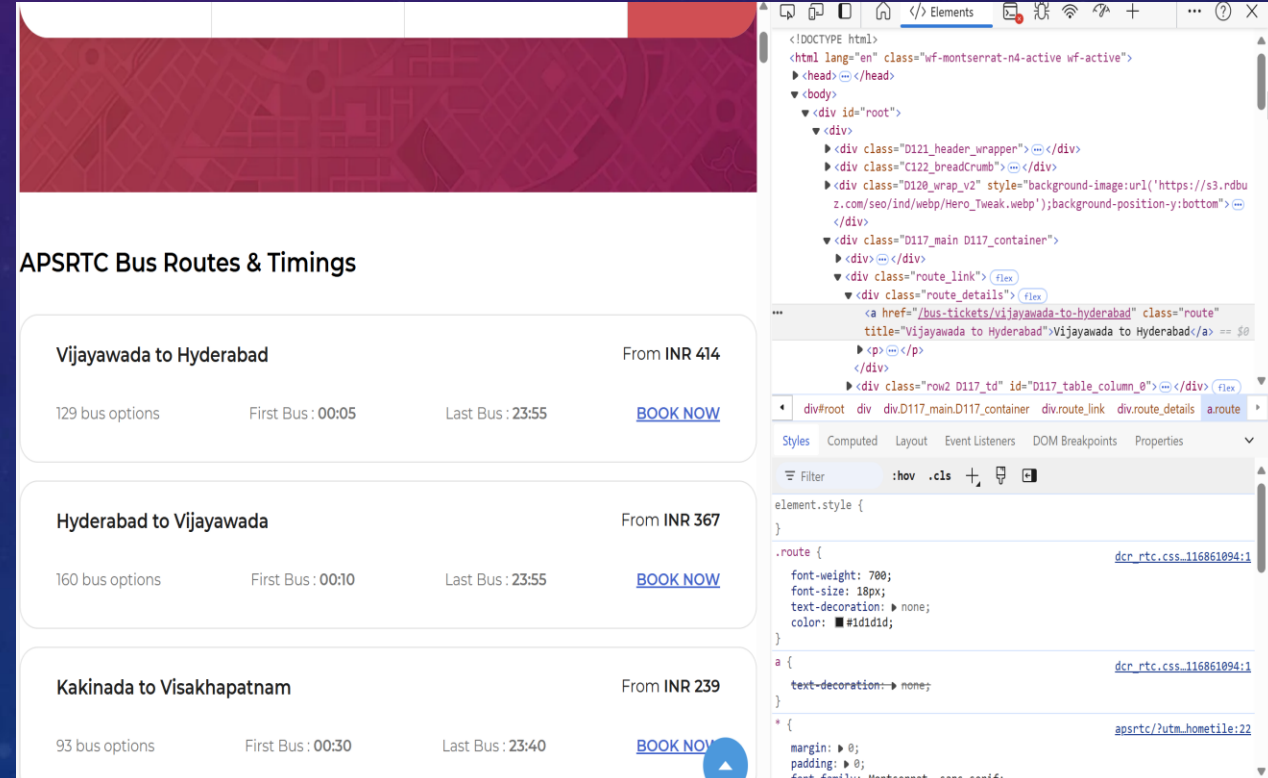 APSRTC Bus Routes & Timings
Vijayawada to Hyderabad
From INR 414
129 bus options
First Bus : 00:05
Last Bus : 23:55
BOOK NOW
Hyderabad to Vijayawada
From INR 367
160 bus options
First Bus : 00:10
Last Bus : 23:55
BOOK NOW
Kakinada to Visakhapatnam
From INR 239
93 bus options
First Bus : 00:30
Last Bus : 23:40
BOOK NOW
</> Elements
<!DOCTYPE html>
<html lang="en" class="wf-montserrat-n4-active wf-active">
<head> </head>
<body>
<div id="root">
<div>
<div class="D121_header_wrapper"> </div>
<div class="C122_breadCrumb"> </div>
<div class="D120_wrap_v2" style="background-image:url('https://s3.rdbu
z.com/seo/ind/webp/Hero_Tweak.webp');background-position-y:bottom">
</div>
<div class="D117_main D117_container">
<div> </div>
<div class="route_link"> flex
<div class="route_details"> flex
<a href="/bus-tickets/vijayawada-to-hyderabad" class="route"
title="Vijayawada to Hyderabad">Vijayawada to Hyderabad</a> == $0
<p> </p>
</div>
<div class="row2 D117_td" id="D117_table_column_0"> </div> flex
div#root div div.D117_main.D117_container div.route_link div.route_details a.route
Styles Computed Layout Event Listeners DOM Breakpoints Properties
Filter :hov .cls
element.style {
}
.route { dcr_rtc.css…116861094:1
font-weight: 700;
font-size: 18px;
text-decoration: none;
color: #1d1d1d;
}
a { dcr_rtc.css…116861094:1
text-decoration: none;
}
* { apsrtc/?utm…hometile:22
margin: 0;
padding: 0;
font-family: Montserrat, sans-serif;